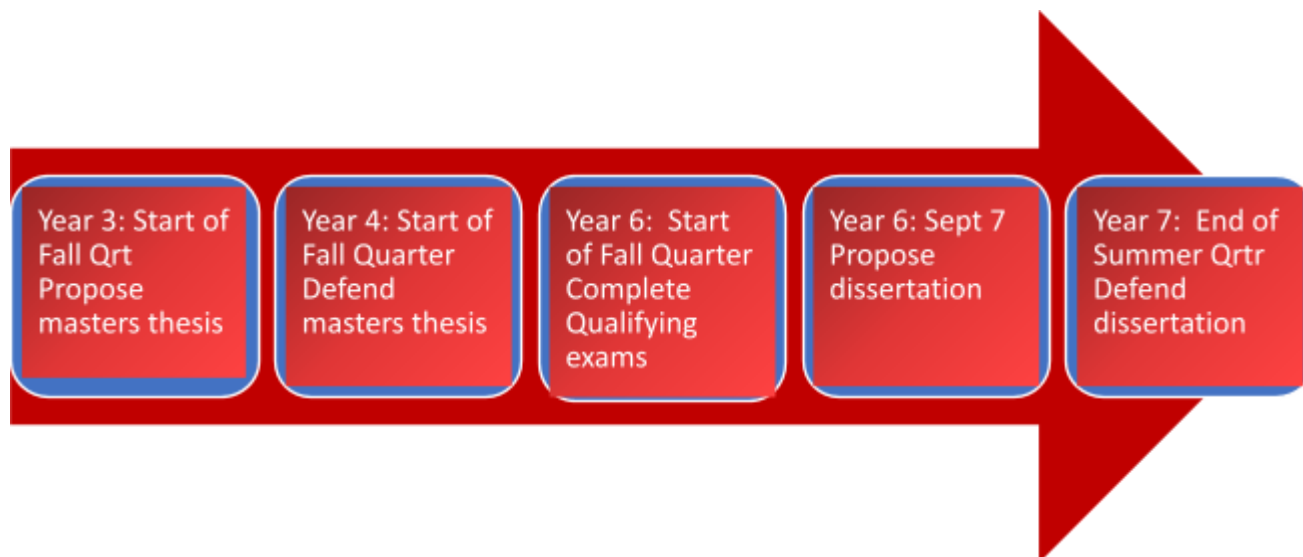 Year 3: Start of
Fall Qrt
Propose
masters thesis
Year 4: Start of
Fall Quarter
Defend
masters thesis
Year 6:  Start
of Fall Quarter
Complete
Qualifying
exams
Year 6: Sept 7
Propose
dissertation
Year 7:  End of
Summer Qrtr
Defend
dissertation